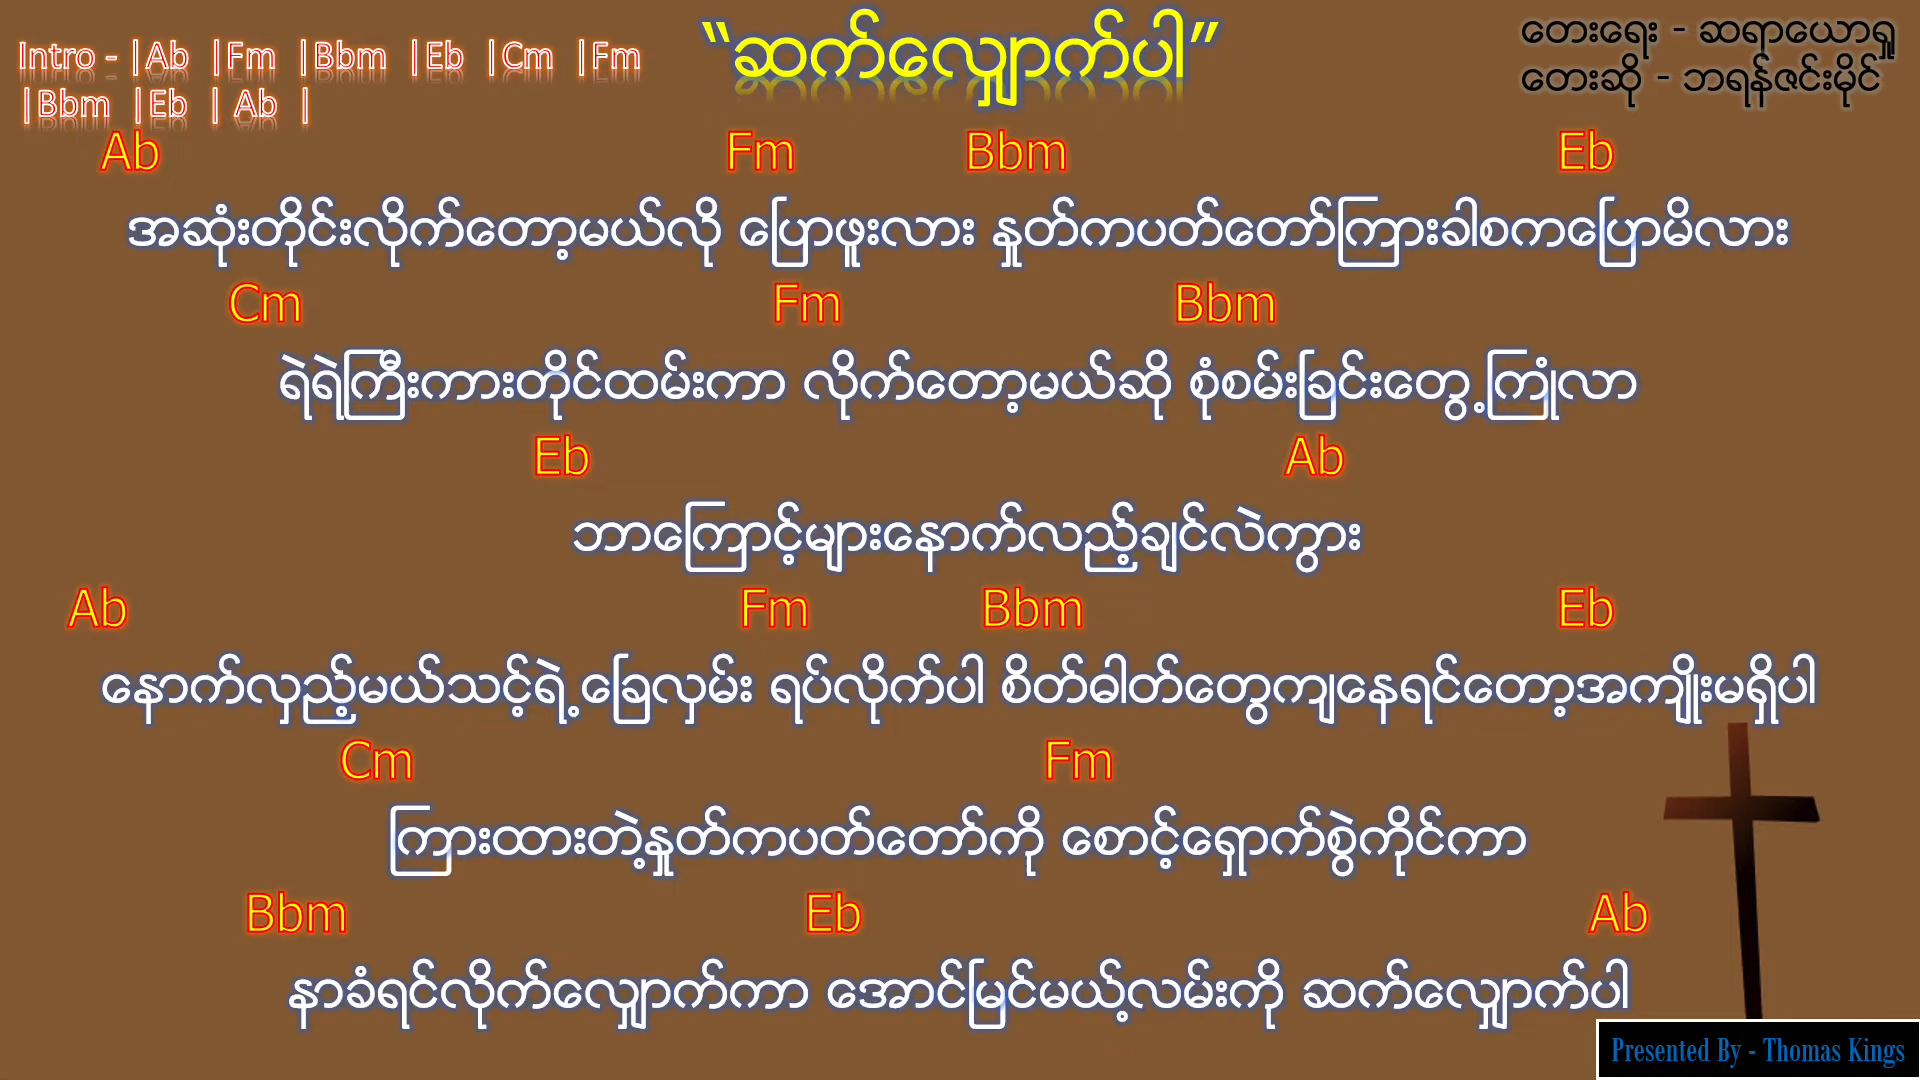 Intro - |Ab |Fm |Bbm |Eb |Cm |Fm
|Bbm |Eb | Ab |
“ဆက်လျှောက်ပါ”
တေးရေး - ဆရာယောရှု
တေးဆို - ဘရန်ဇင်းမိုင်
Ab Fm Bbm Eb
အဆုံးတိုင်းလိုက်တော့မယ်လို ပြောဖူးလား နှုတ်ကပတ်တော်ကြားခါစကပြောမိလား
Cm Fm Bbm
ရဲရဲကြီးကားတိုင်ထမ်းကာ လိုက်တော့မယ်ဆို စုံစမ်းခြင်းတွေ့ကြုံလာ
Eb Ab
ဘာကြောင့်များနောက်လည့်ချင်လဲကွား
Ab Fm Bbm Eb
နောက်လှည့်မယ်သင့်ရဲ့ခြေလှမ်း ရပ်လိုက်ပါ စိတ်ဓါတ်တွေကျနေရင်တော့အကျိုးမရှိပါ
Cm Fm
ကြားထားတဲ့နှုတ်ကပတ်တော်ကို စောင့်ရှောက်စွဲကိုင်ကာ
Bbm Eb Ab
နာခံရင်လိုက်လျှောက်ကာ အောင်မြင်မယ့်လမ်းကို ဆက်လျှောက်ပါ
Presented By - Thomas Kings